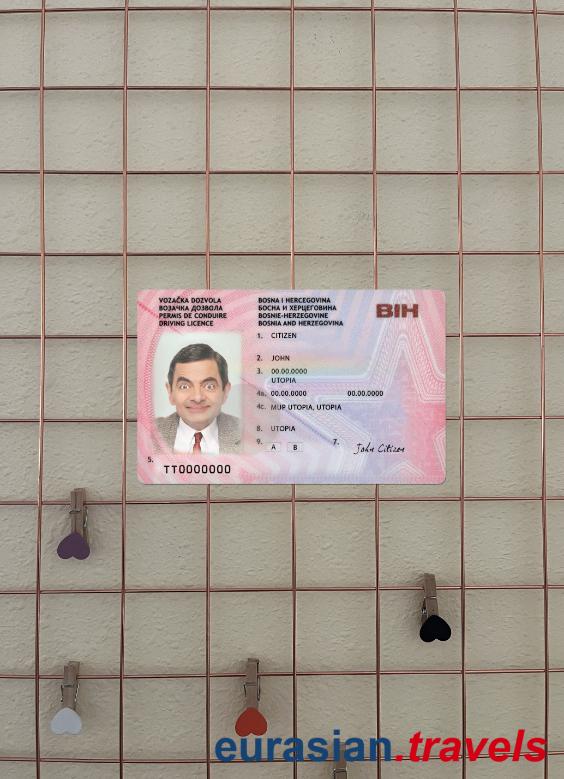 VOZAČKA DOZVOLA
ВОЗАЧКА ДОЗВОЛА
PERMIS DE CONDUIRE
DRIVING LICENCE
BOSNA I HERCEGOVINA
БОСНА И ХЕРЦЕГОВИНА
BOSNIE-HERZEGOVINE
BOSNIA AND HERZEGOVINA
BIH
1. CITIZEN
2. JOHN
3. 00.00.0000
UTOPIA
4a. 00.00.0000 00.00.0000
4c. MUP UTOPIA, UTOPIA
8. UTOPIA
9. A B 7. John Citizen
5. TT0000000
eurasian.travels